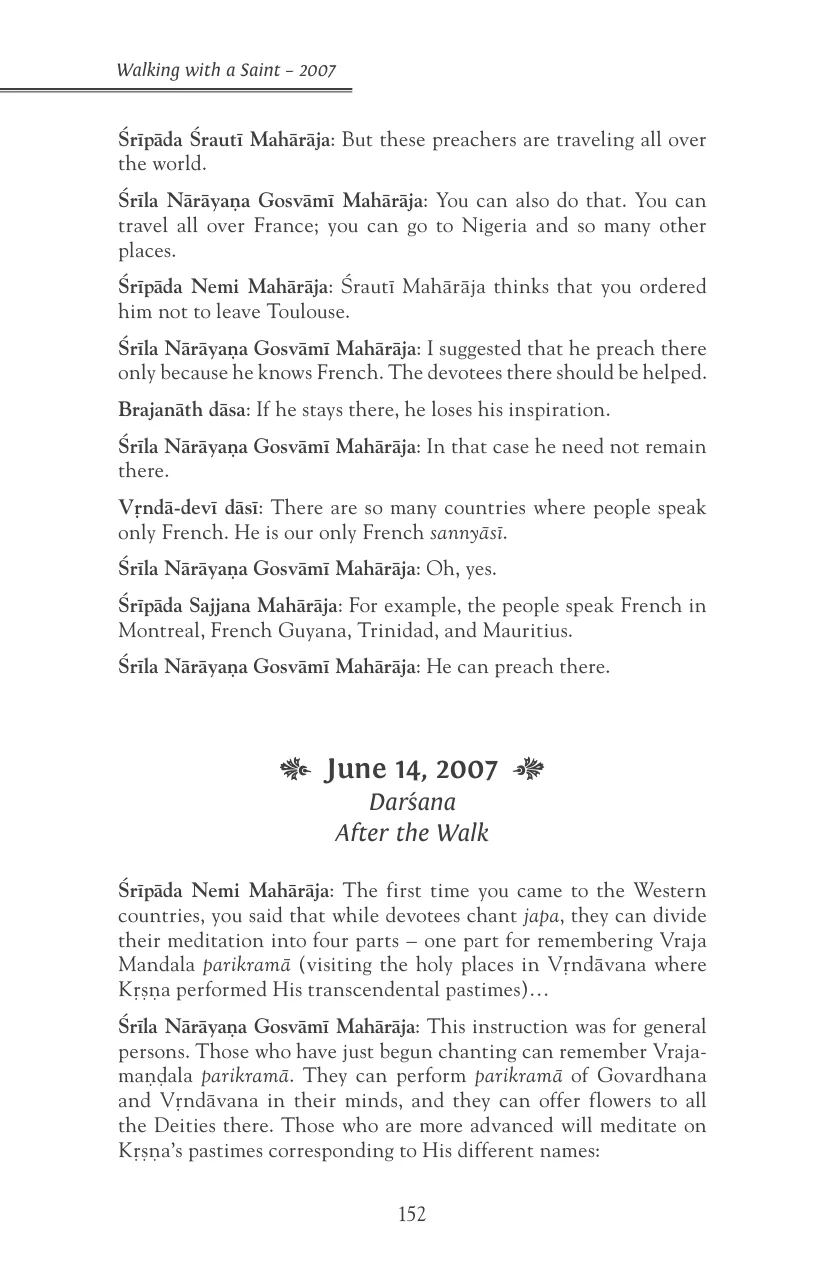 Walking with a Saint – 2007
Śrīpāda Śrautī Mahārāja: But these preachers are traveling all over
the world.
Śrīla Nārāyaṇa Gosvāmī Mahārāja: You can also do that. You can
travel all over France; you can go to Nigeria and so many other
places.
Śrīpāda Nemi Mahārāja: Śrautī Mahārāja thinks that you ordered
him not to leave Toulouse.
Śrīla Nārāyaṇa Gosvāmī Mahārāja: I suggested that he preach there
only because he knows French. The devotees there should be helped.
Brajanāth dāsa: If he stays there, he loses his inspiration.
Śrīla Nārāyaṇa Gosvāmī Mahārāja: In that case he need not remain
there.
Vṛndā-devī dāsī: There are so many countries where people speak
only French. He is our only French sannyāsī.
Śrīla Nārāyaṇa Gosvāmī Mahārāja: Oh, yes.
Śrīpāda Sajjana Mahārāja: For example, the people speak French in
Montreal, French Guyana, Trinidad, and Mauritius.
Śrīla Nārāyaṇa Gosvāmī Mahārāja: He can preach there.
June 14, 2007
Darśana
After the Walk
Śrīpāda Nemi Mahārāja: The first time you came to the Western
countries, you said that while devotees chant japa, they can divide
their meditation into four parts – one part for remembering Vraja
Mandala parikramā (visiting the holy places in Vṛndāvana where
Kṛṣṇa performed His transcendental pastimes)…
Śrīla Nārāyaṇa Gosvāmī Mahārāja: This instruction was for general
persons. Those who have just begun chanting can remember Vraja-
maṇḍala parikramā. They can perform parikramā of Govardhana
and Vṛndāvana in their minds, and they can offer flowers to all
the Deities there. Those who are more advanced will meditate on
Kṛṣṇa’s pastimes corresponding to His different names:
152